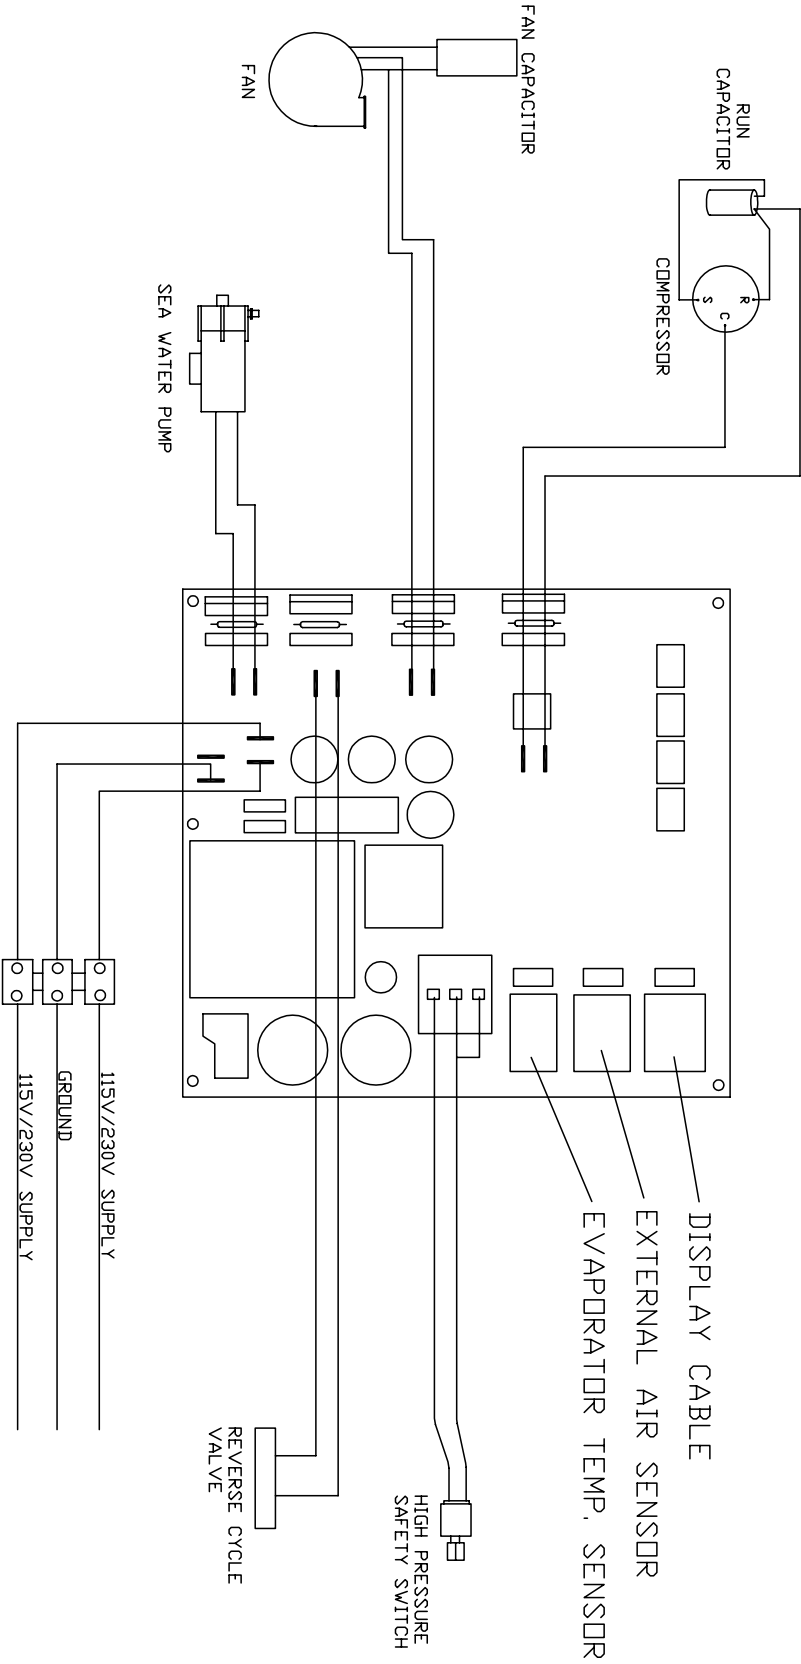 FAN CAPACITOR
FAN
RUN
CAPACITOR
R
S
C
COMPRESSOR
SEA WATER PUMP
DISPLAY CABLE
EXTERNAL AIR SENSOR
EVAPORATOR TEMP. SENSOR
HIGH PRESSURE
SAFETY SWITCH
REVERSE CYCLE
VALVE
115V/230V SUPPLY
GROUND
115V/230V SUPPLY